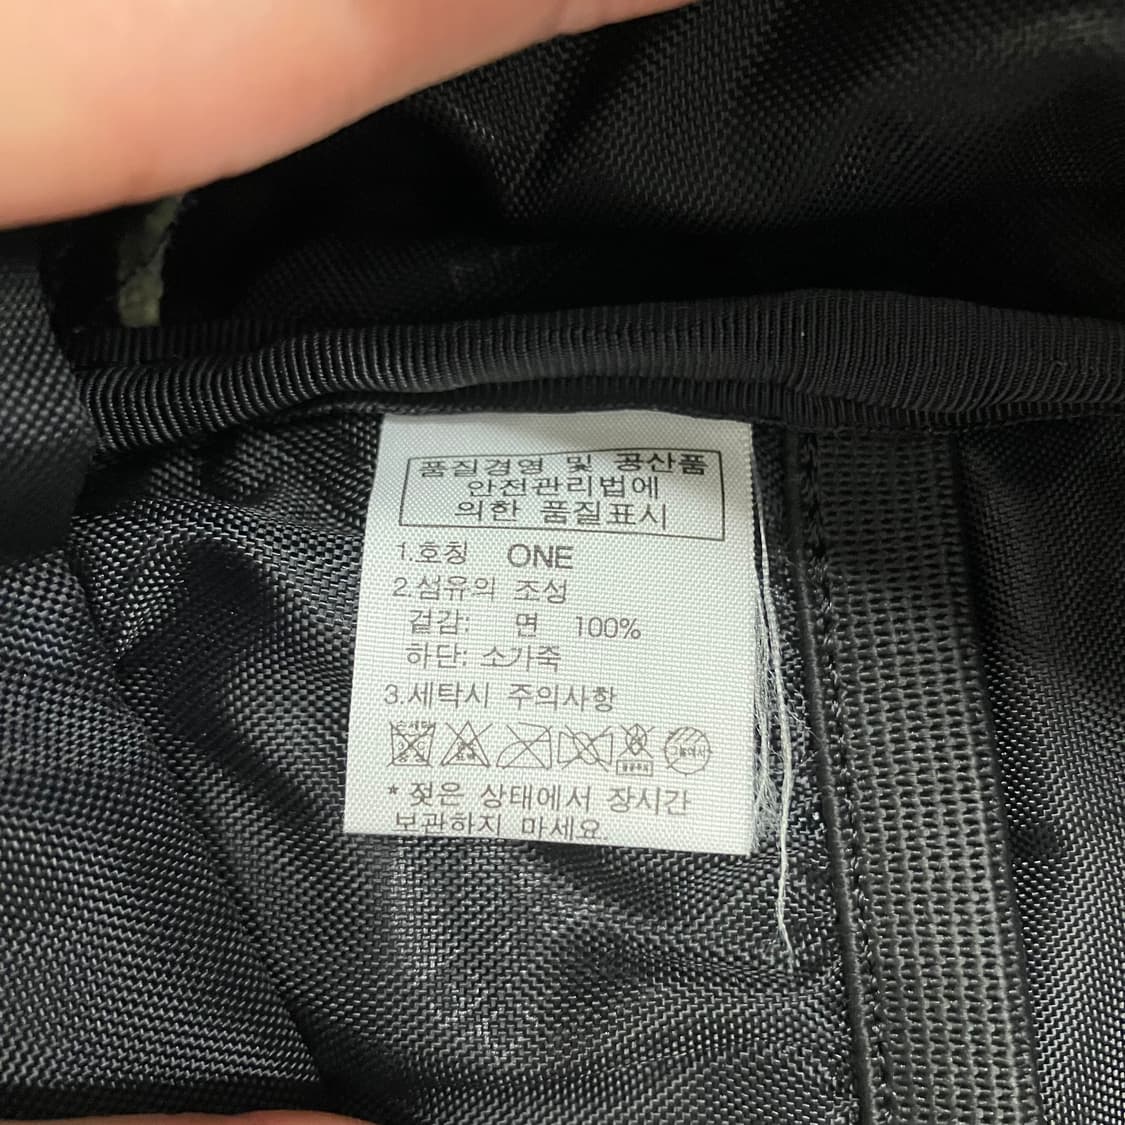 품질경영 및 공산품
안전관리법에
의한 품질표시
1.호칭 ONE
2.섬유의 조성
겉감: 면 100%
하단: 소가죽
3.세탁시 주의사항
* 젖은 상태에서 장시간
보관하지 마세요.